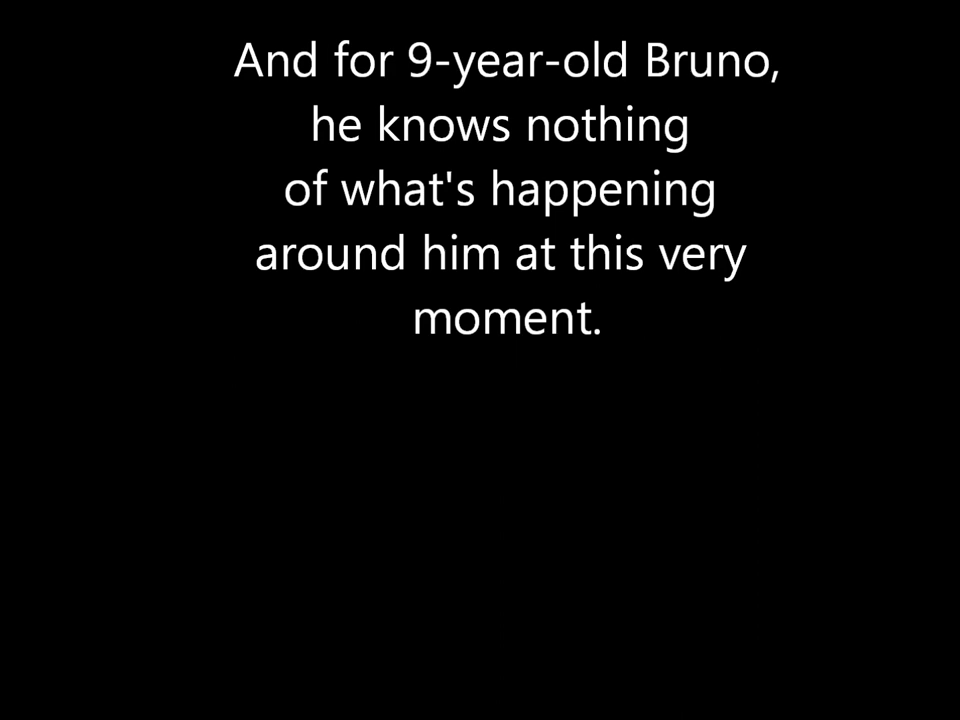 And for 9-year-old Bruno,
he knows nothing
of what's happening
around him at this very
moment.